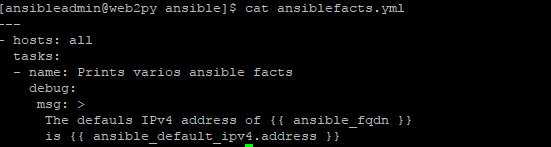 [ansibleadmin@web2py ansible]$ cat ansiblefacts.yml
---
- hosts: all
  tasks:
  - name: Prints varios ansible facts
    debug:
     msg: >
      The defauls IPv4 address of {{ ansible_fqdn }}
      is {{ ansible_default_ipv4.address }}